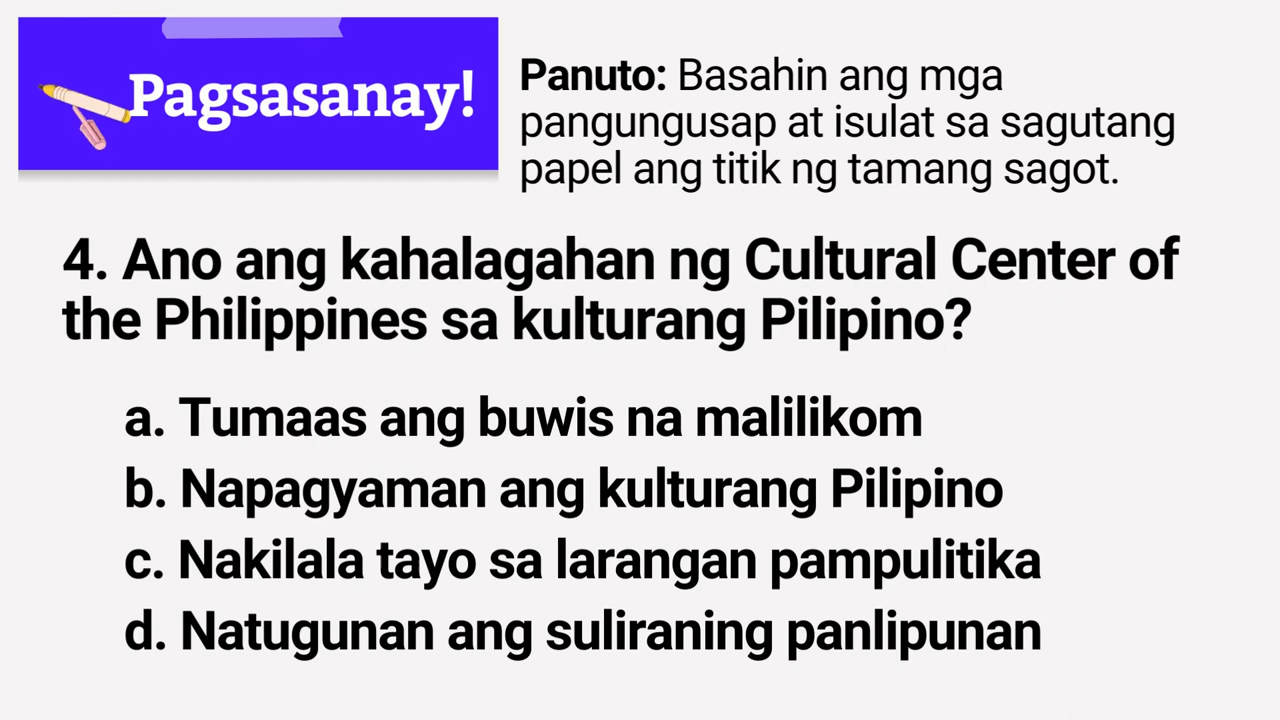 Pagsasanay!
Panuto: Basahin ang mga
pangungusap at isulat sa sagutang
papel ang titik ng tamang sagot.
4. Ano ang kahalagahan ng Cultural Center of
the Philippines sa kulturang Pilipino?
a. Tumaas ang buwis na malilikom
b. Napagyaman ang kulturang Pilipino
c. Nakilala tayo sa larangan pampulitika
d. Natugunan ang suliraning panlipunan